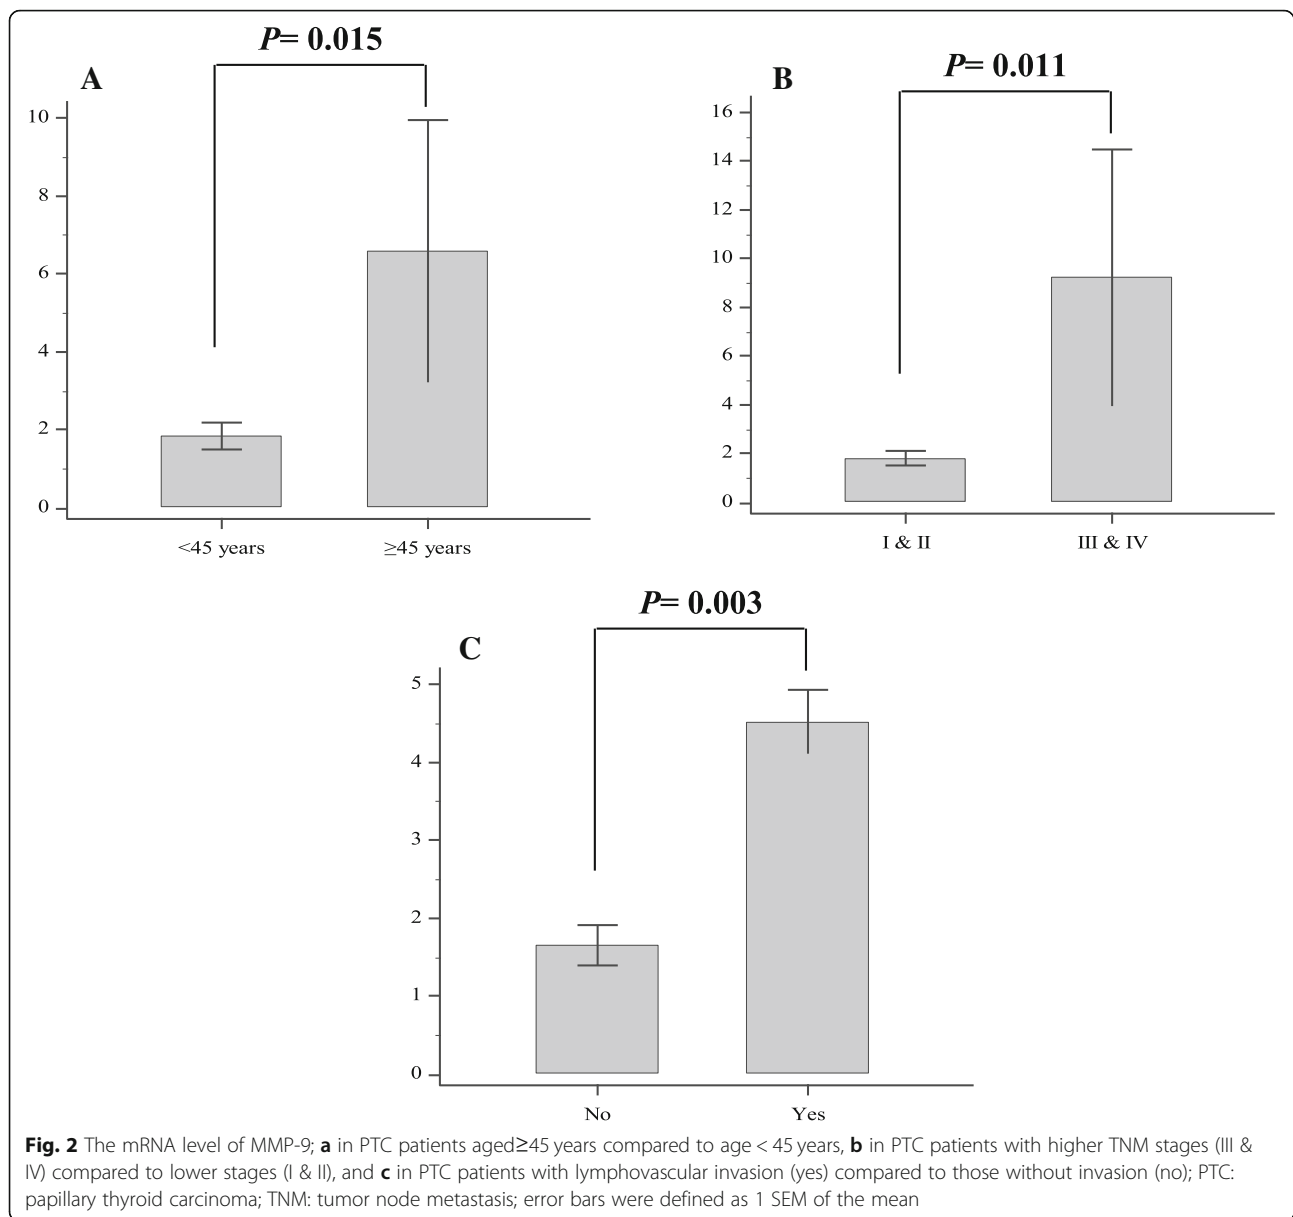 P= 0.015
A
10
8
6
4
2
0
<45 years
≥45 years
P= 0.011
B
16
14
12
10
8
6
4
2
0
I & II
III & IV
P= 0.003
C
5
4
3
2
1
0
No
Yes
Fig. 2 The mRNA level of MMP-9; a in PTC patients aged≥45 years compared to age < 45 years, b in PTC patients with higher TNM stages (III &
IV) compared to lower stages (I & II), and c in PTC patients with lymphovascular invasion (yes) compared to those without invasion (no); PTC:
papillary thyroid carcinoma; TNM: tumor node metastasis; error bars were defined as 1 SEM of the mean